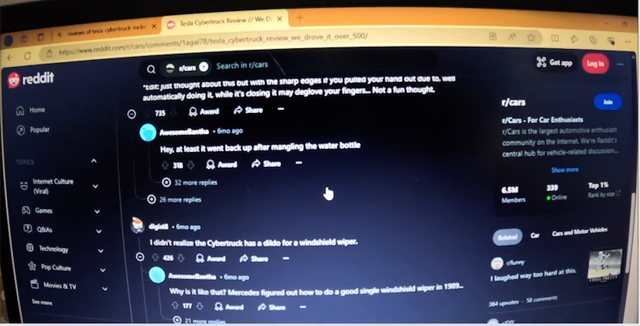 reviews of tesla cybertruck rocke
Tesla Cybertruck Review // We D
https://www.reddit.com/r/cars/comments/1agal78/tesla_cybertruck_review_we_drove_it_over_500/
reddit
r/cars
Search in r/cars
Get app
Log In
Home
Popular
TOPICS
Internet Culture (Viral)
Games
Q&As
Technology
Pop Culture
Movies & TV
See more
*Edit: just thought about this but with the sharp edges if you pulled your hand out due to, well
automatically doing it, while it's closing it may deglove your fingers... Not a fun thought.
735 Award Share ...
AwesomeBantha • 6mo ago
Hey, at least it went back up after mangling the water bottle
318 Award Share ...
32 more replies
26 more replies
digit8 • 6mo ago
I didn't realize the Cybertruck has a dildo for a windshield wiper.
426 Award Share ...
AwesomeBantha • 6mo ago
Why is it like that? Mercedes figured out how to do a good single windshield wiper in 1989...
177 Award Share ...
21 more replies
r/cars
Join
r/Cars - For Car Enthusiasts
r/Cars is the largest automotive enthusiast
community on the Internet. We're Reddit's
central hub for vehicle-related discussion...
Show more
6.5M 339 Top 1%
Members Online Rank by size
Related Car Cars and Motor Vehicles
r/funny
I laughed way too hard at this.
384 upvotes • 58 comments